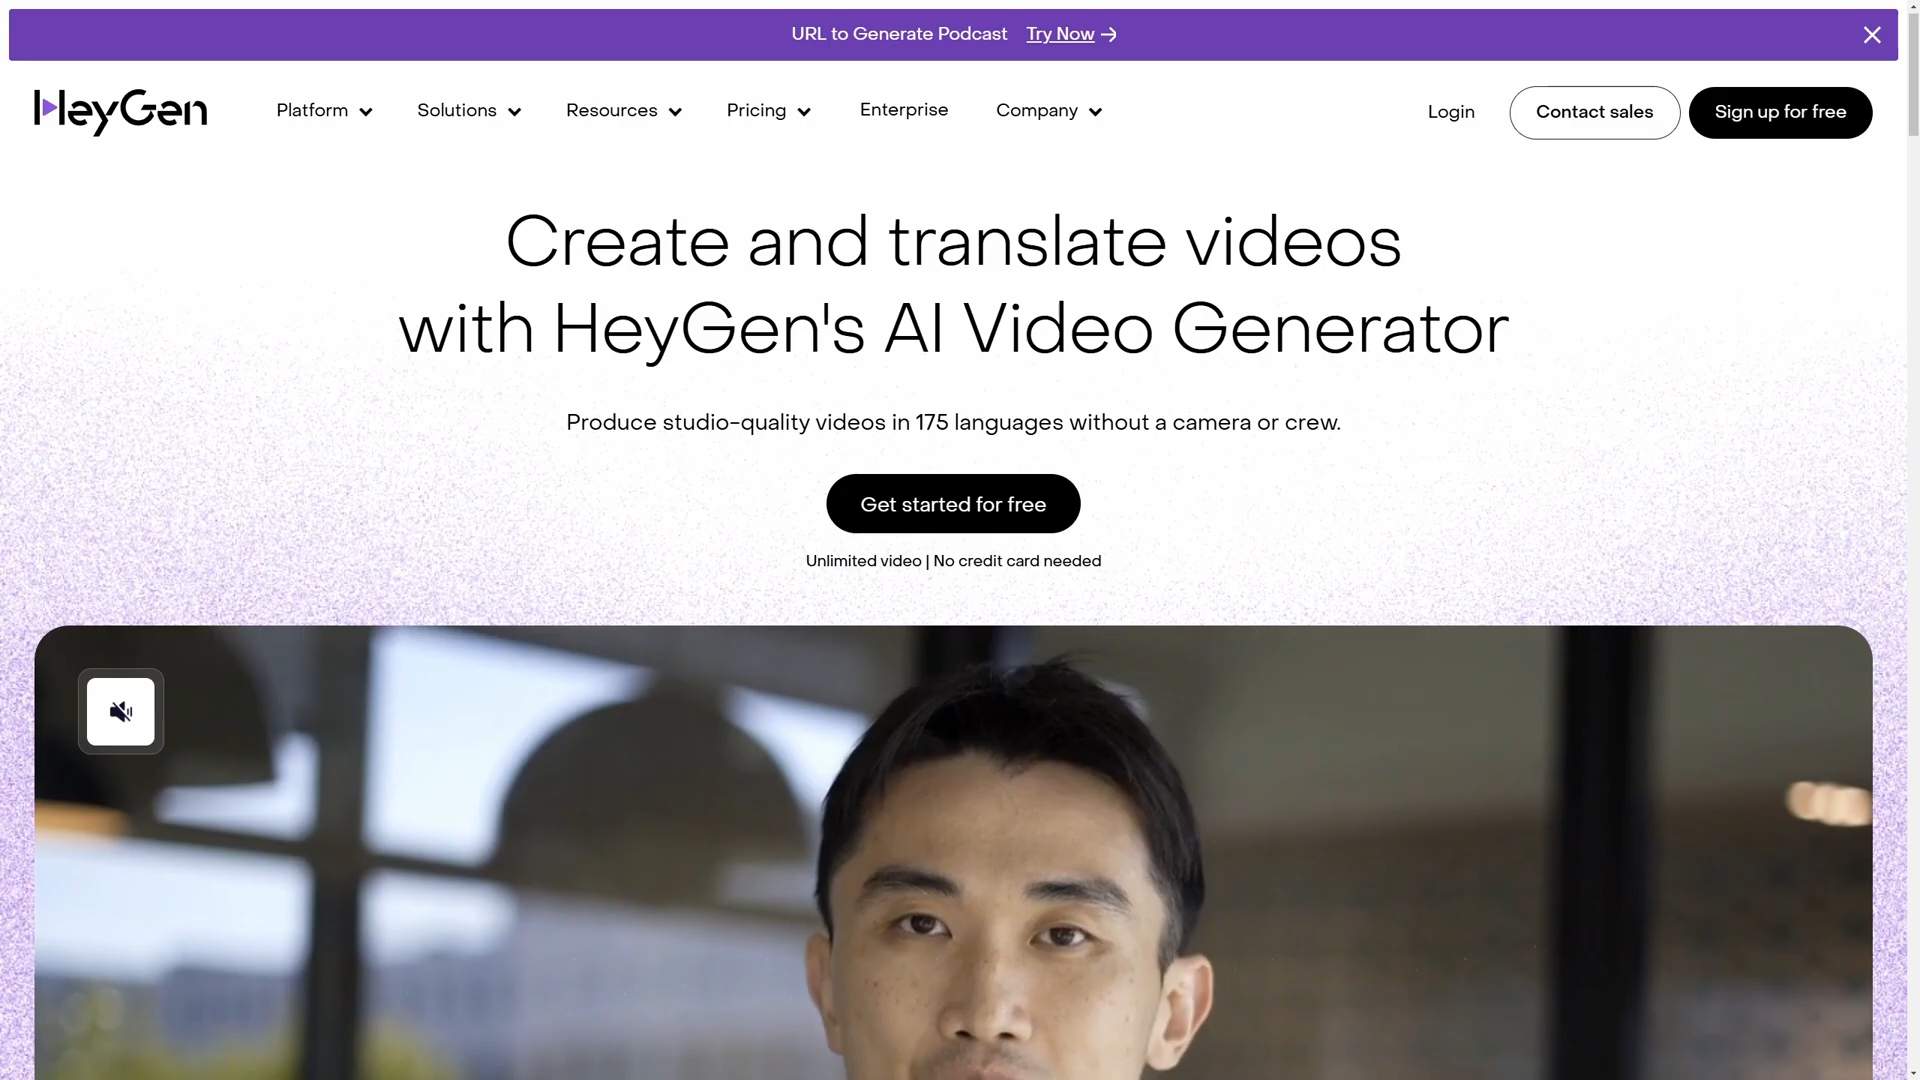 URL to Generate Podcast Try Now →
HeyGen
Platform
Solutions
Resources
Pricing
Enterprise
Company
Login
Contact sales
Sign up for free
Create and translate videos
with HeyGen's AI Video Generator
Produce studio-quality videos in 175 languages without a camera or crew.
Get started for free
Unlimited video | No credit card needed